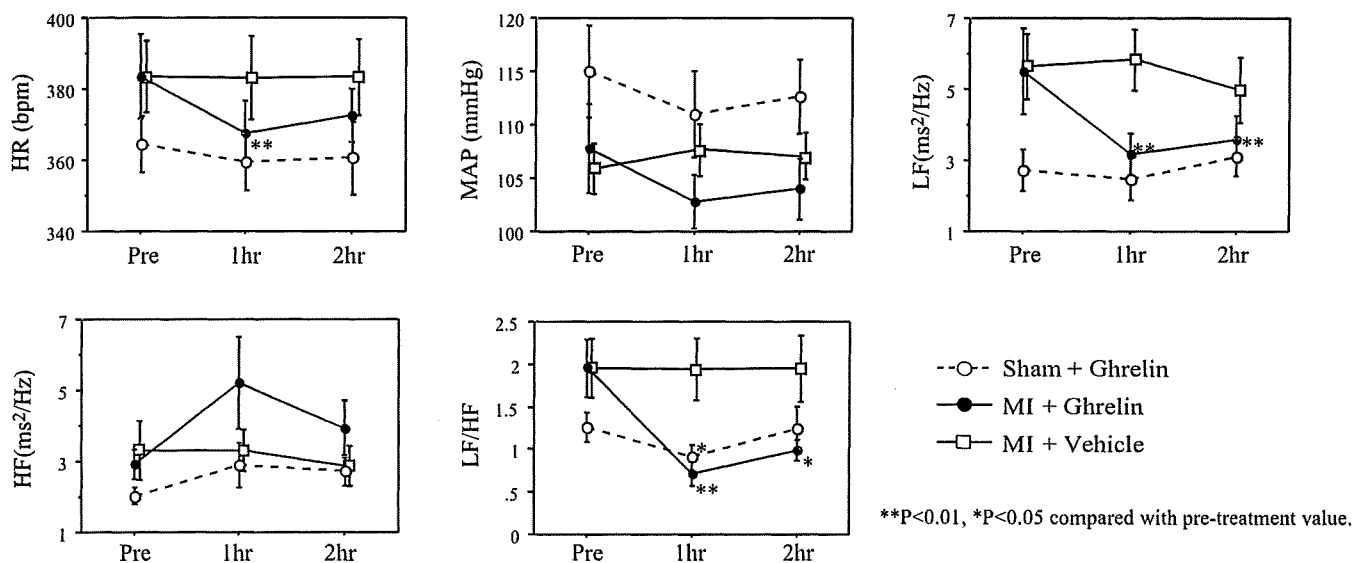 400
380
360
340
HR (bpm)
**
Pre 1hr 2hr
120
115
110
105
100
MAP (mmHg)
Pre 1hr 2hr
7
5
3
1
LF(ms²/Hz)
**
**
Pre 1hr 2hr
7
5
3
1
HF(ms²/Hz)
Pre 1hr 2hr
2.5
2
1.5
1
.5
0
LF/HF
*
**
*
Pre 1hr 2hr
Sham + Ghrelin
MI + Ghrelin
MI + Vehicle
**P<0.01, *P<0.05 compared with pre-treatment value.